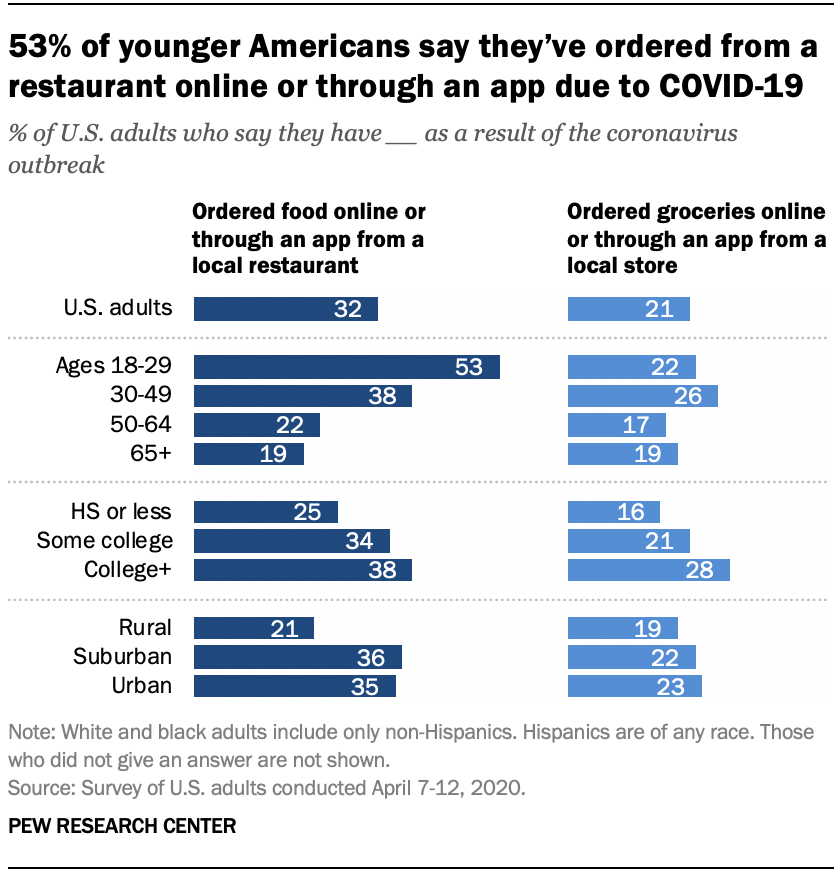 53% of younger Americans say they’ve ordered from a
restaurant online or through an app due to COVID-19
% of U.S. adults who say they have __ as a result of the coronavirus
outbreak
Ordered food online or
through an app from a
local restaurant
Ordered groceries online
or through an app from a
local store
U.S. adults 32 21
Ages 18-29 53 22
30-49 38 26
50-64 22 17
65+ 19 19
HS or less 25 16
Some college 34 21
College+ 38 28
Rural 21 19
Suburban 36 22
Urban 35 23
Note: White and black adults include only non-Hispanics. Hispanics are of any race. Those
who did not give an answer are not shown.
Source: Survey of U.S. adults conducted April 7-12, 2020.
PEW RESEARCH CENTER